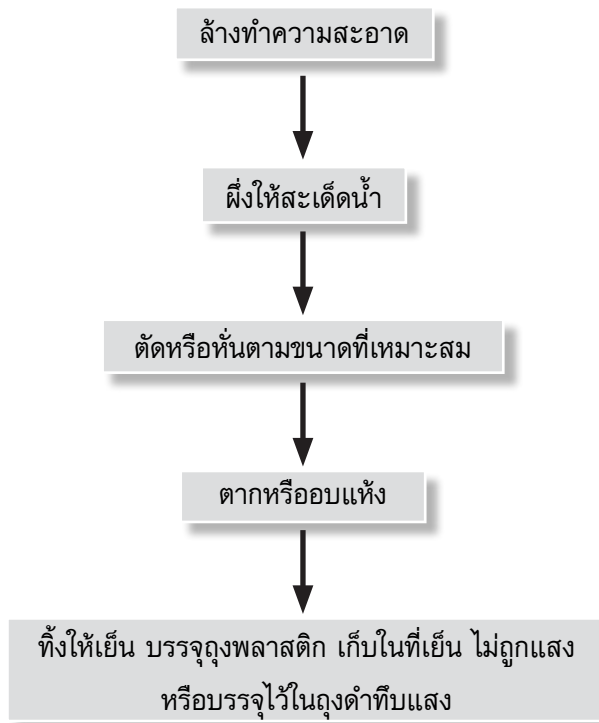 ล้างทำความสะอาด
ผึ่งให้สะเด็ดน้ำ
ตัดหรือหั่นตามขนาดที่เหมาะสม
ตากหรืออบแห้ง
ทิ้งให้เย็น บรรจุถุงพลาสติก เก็บในที่เย็น ไม่ถูกแสง
หรือบรรจุไว้ในถุงดำทึบแสง